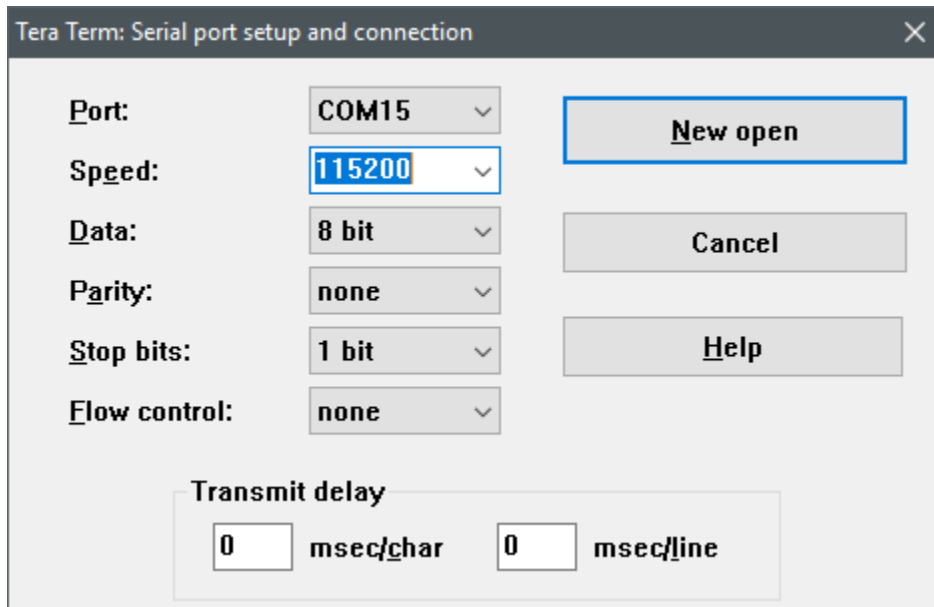 Tera Term: Serial port setup and connection
Port: COM15 New open
Speed: 115200
Data: 8 bit Cancel
Parity: none
Stop bits: 1 bit Help
Flow control: none
Transmit delay
0 msec/char 0 msec/line